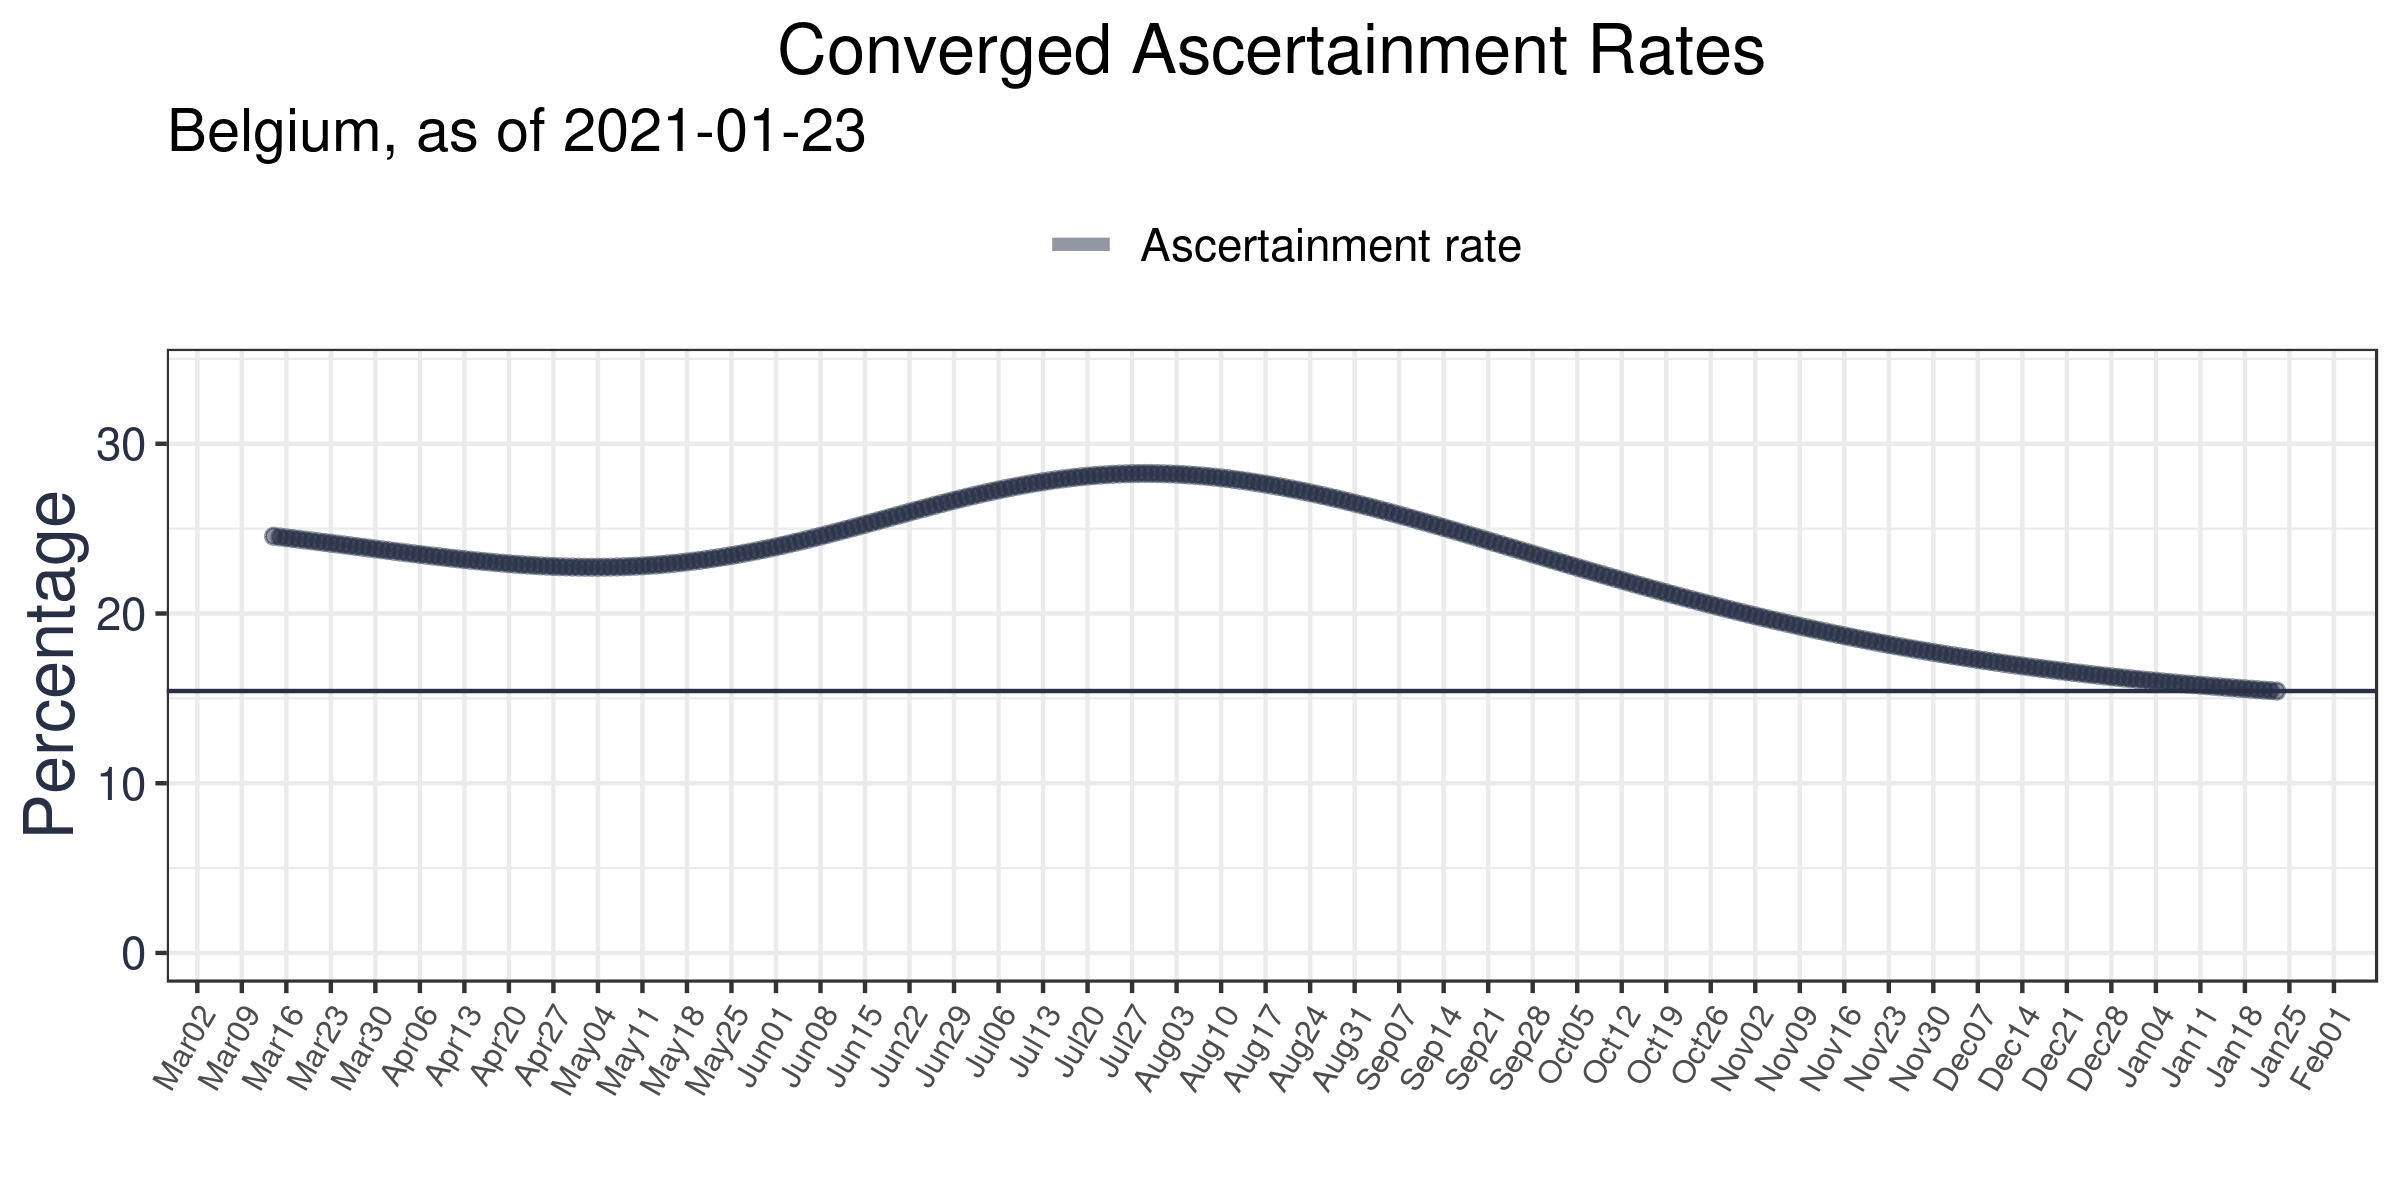 Converged Ascertainment Rates
Belgium, as of 2021-01-23
Ascertainment rate
Percentage
30
20
10
0
Mar02 Mar09 Mar16 Mar23 Mar30 Apr06 Apr13 Apr20 Apr27 May04 May11 May18 May25 Jun01 Jun08 Jun15 Jun22 Jun29 Jul06 Jul13 Jul20 Jul27 Aug03 Aug10 Aug17 Aug24 Aug31 Sep07 Sep14 Sep21 Sep28 Oct05 Oct12 Oct19 Oct26 Nov02 Nov09 Nov16 Nov23 Nov30 Dec07 Dec14 Dec21 Dec28 Jan04 Jan11 Jan18 Jan25 Feb01